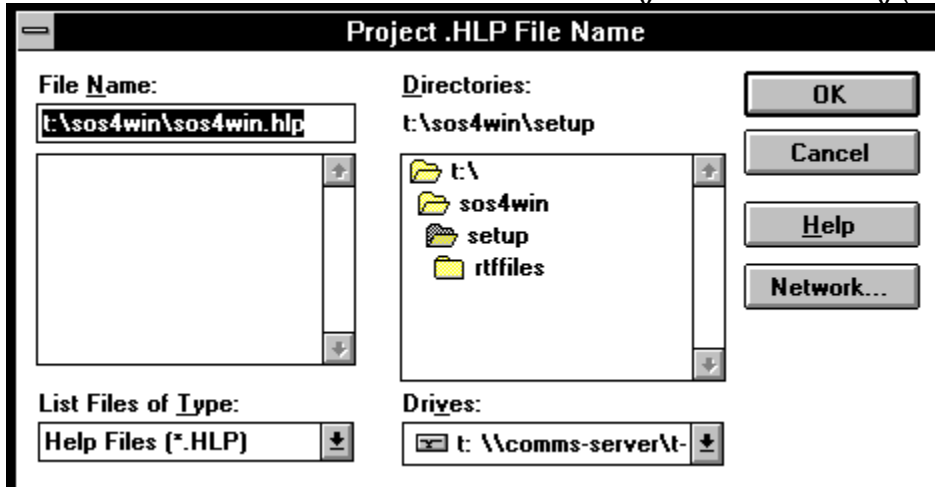 Project .HLP File Name
File Name:
t:\sos4win\sos4win.hlp
Directories:
t:\sos4win\setup
t:\
sos4win
setup
rtffiles
OK
Cancel
Help
Network...
List Files of Type:
Help Files (*.HLP)
Drives:
t: \\comms-server\t-